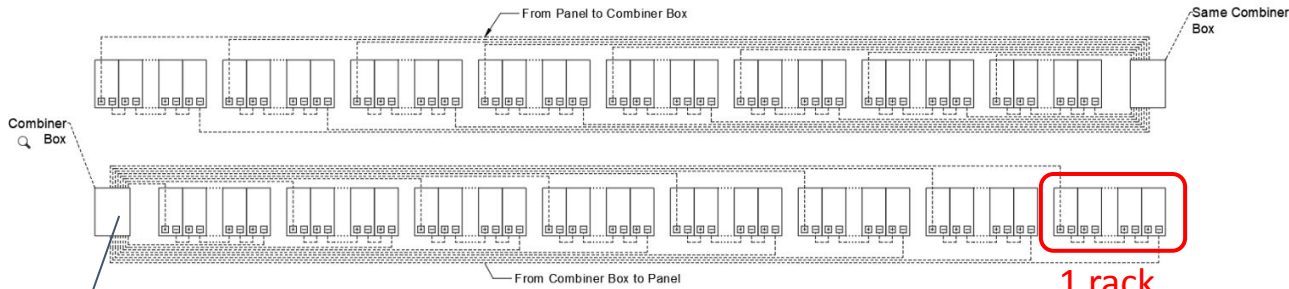 From Panel to Combiner Box
Same Combiner
Box
Combiner
Box
From Combiner Box to Panel
1 rack